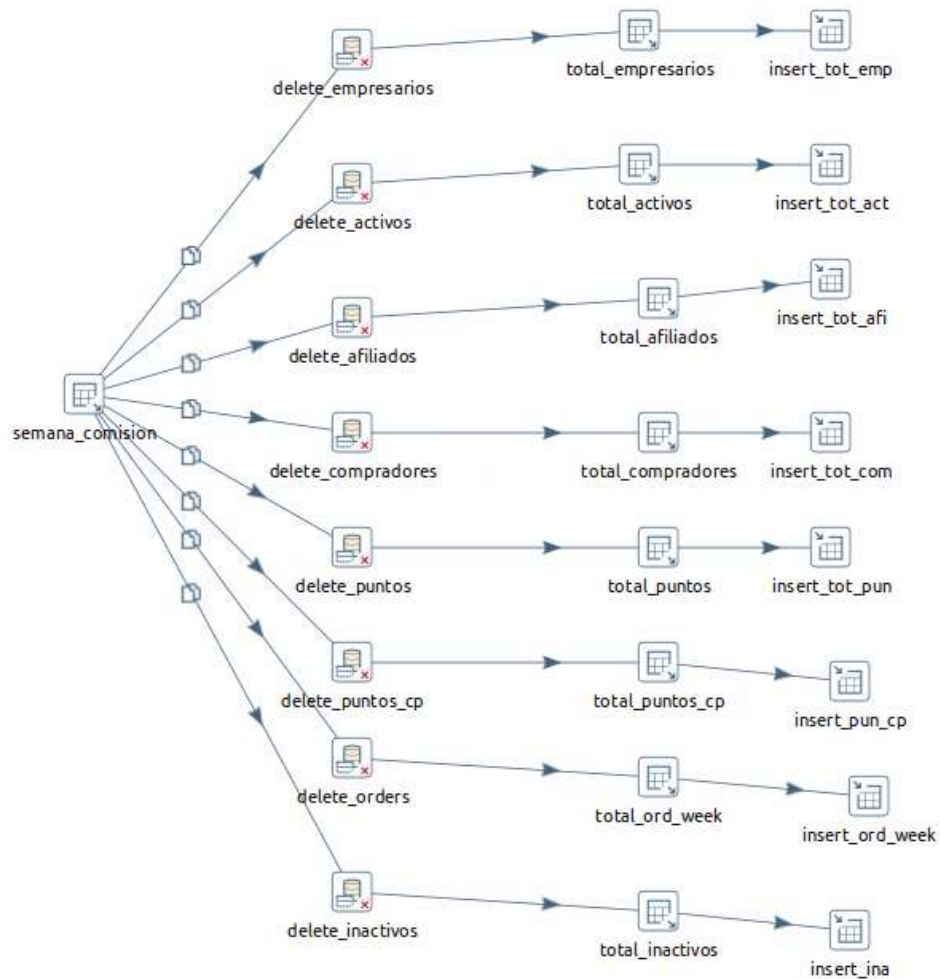 delete_empresarios
total_empresarios
insert_tot_emp
delete_activos
total_activos
insert_tot_act
delete_afiliados
total_afiliados
insert_tot_afi
semana_comision
delete_compradores
total_compradores
insert_tot_com
delete_puntos
total_puntos
insert_tot_pun
delete_puntos_cp
total_puntos_cp
insert_pun_cp
delete_orders
total_ord_week
insert_ord_week
delete_inactivos
total_inactivos
insert_ina